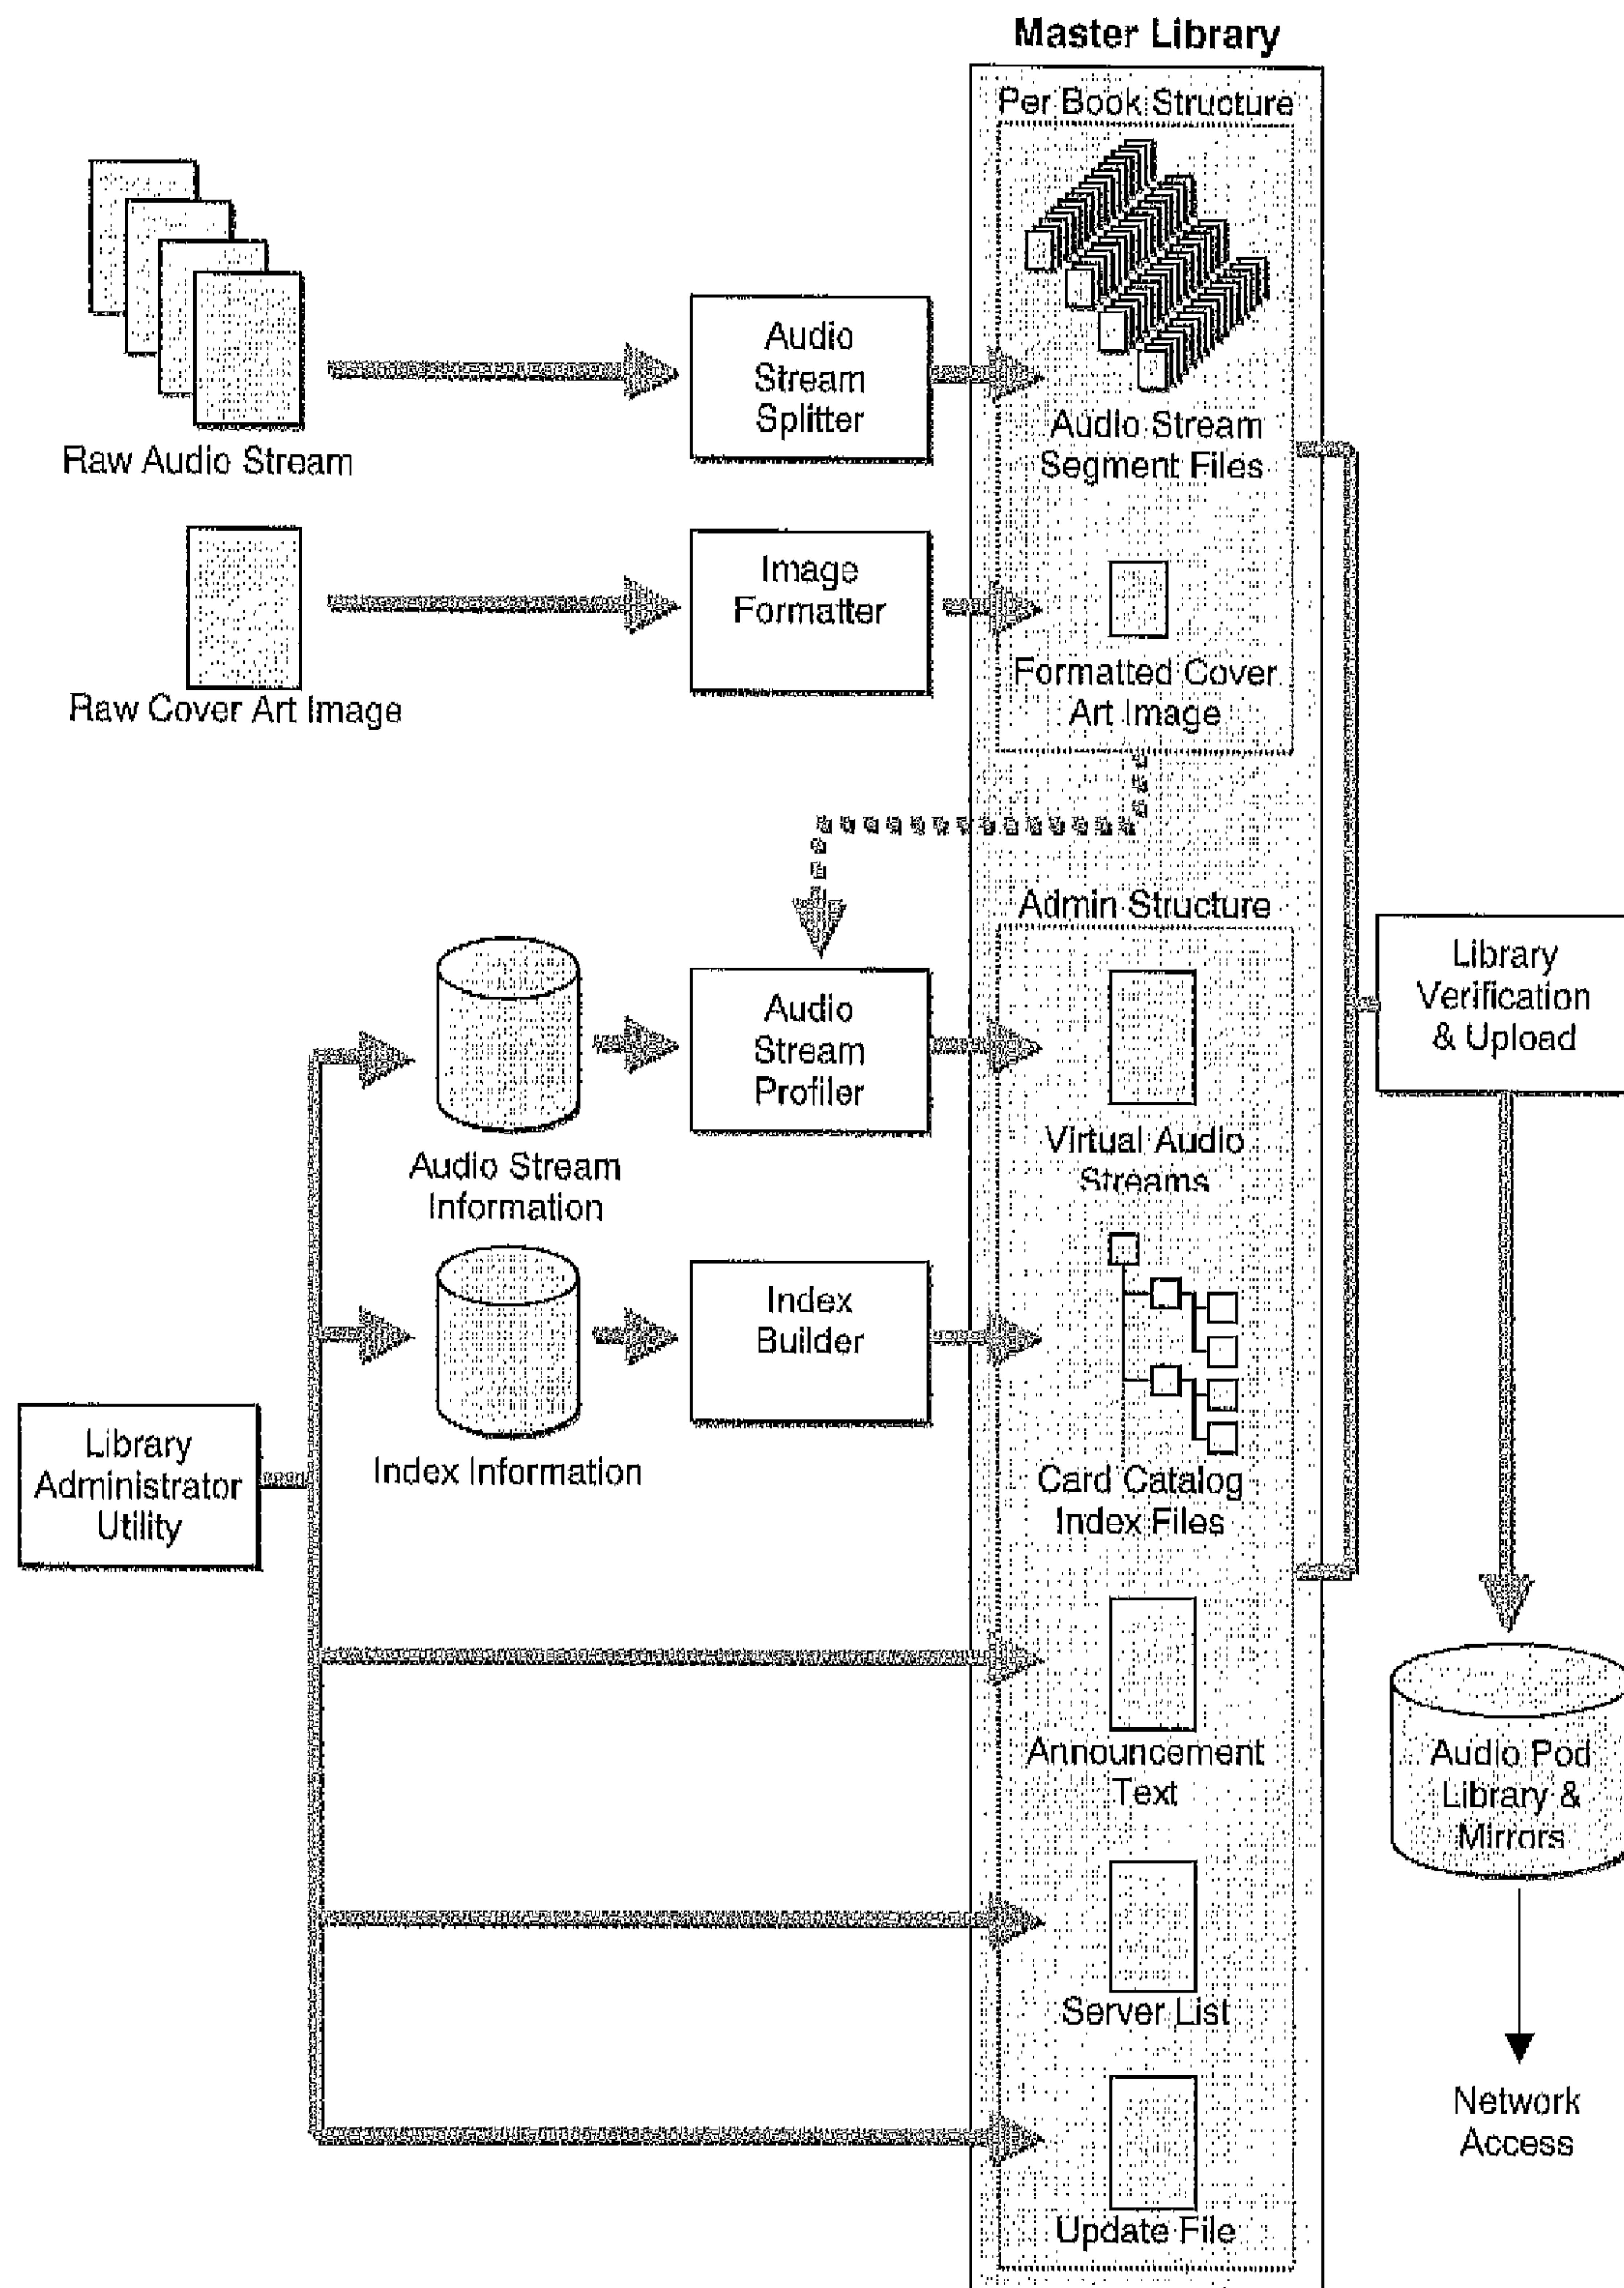 Master Library
Per Book Structure
Raw Audio Stream
Audio
Stream
Splitter
Audio Stream
Segment Files
Raw Cover Art Image
Image
Formatter
Formatted Cover
Art Image
Admin Structure
Library
Verification
& Upload
Audio Stream
Information
Audio
Stream
Profiler
Virtual Audio
Streams
Index Information
Index
Builder
Card Catalog
Index Files
Library
Administrator
Utility
Announcement
Text
Audio Pod
Library &
Mirrors
Server List
Network
Access
Update File